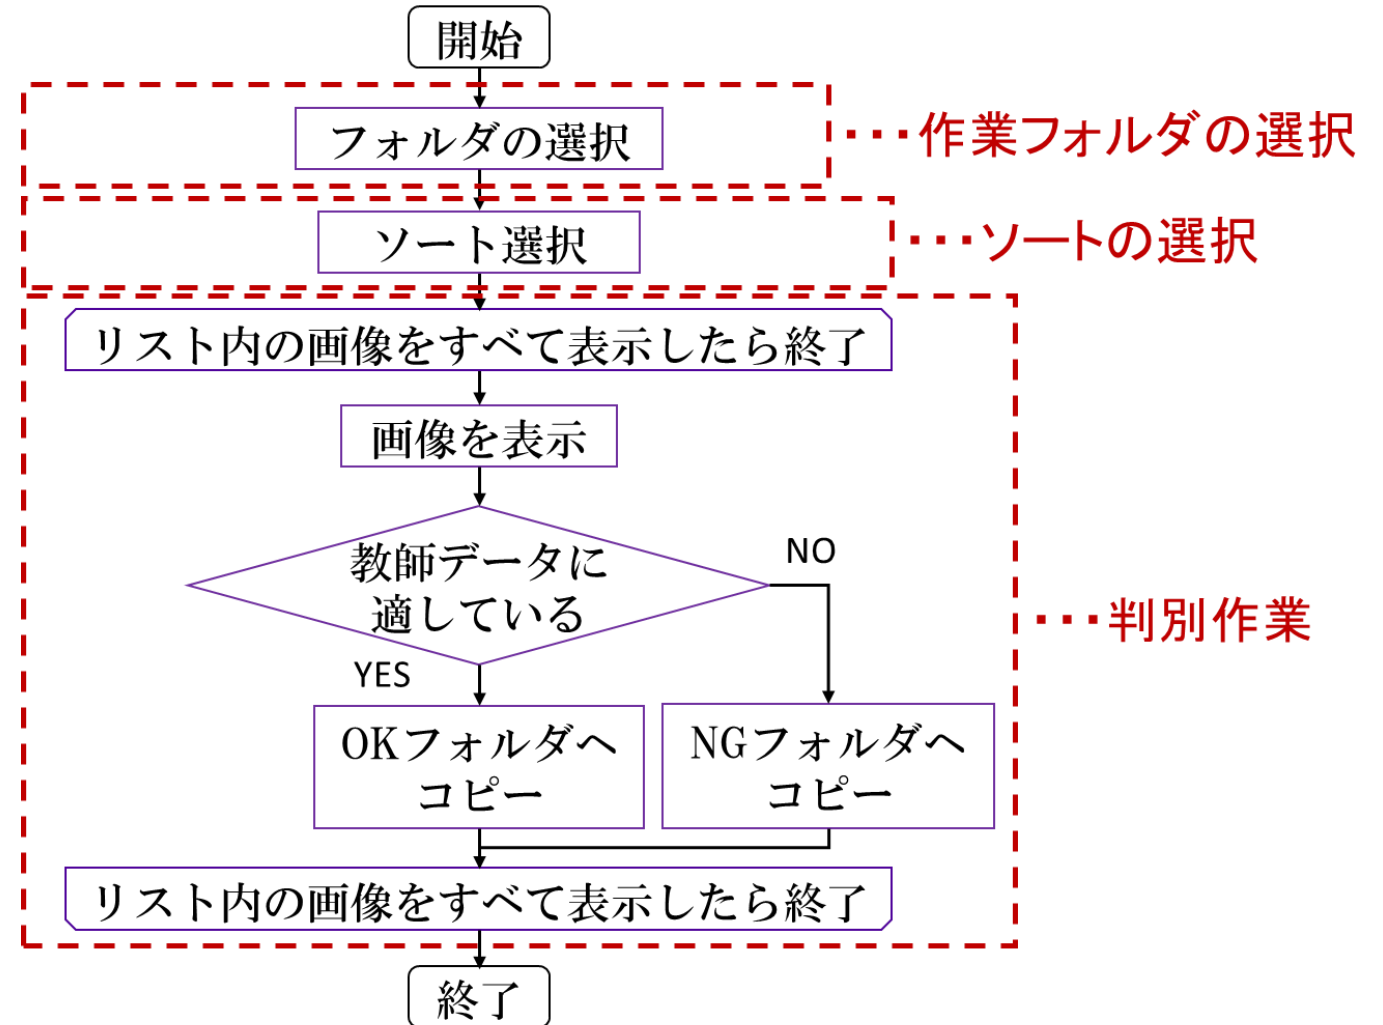 開始
フォルダの選択
･･･作業フォルダの選択
ソート選択
･･･ソートの選択
リスト内の画像をすべて表示したら終了
画像を表示
教師データに
適している
NO
YES
･･･判別作業
OKフォルダへ
コピー
NGフォルダへ
コピー
リスト内の画像をすべて表示したら終了
終了